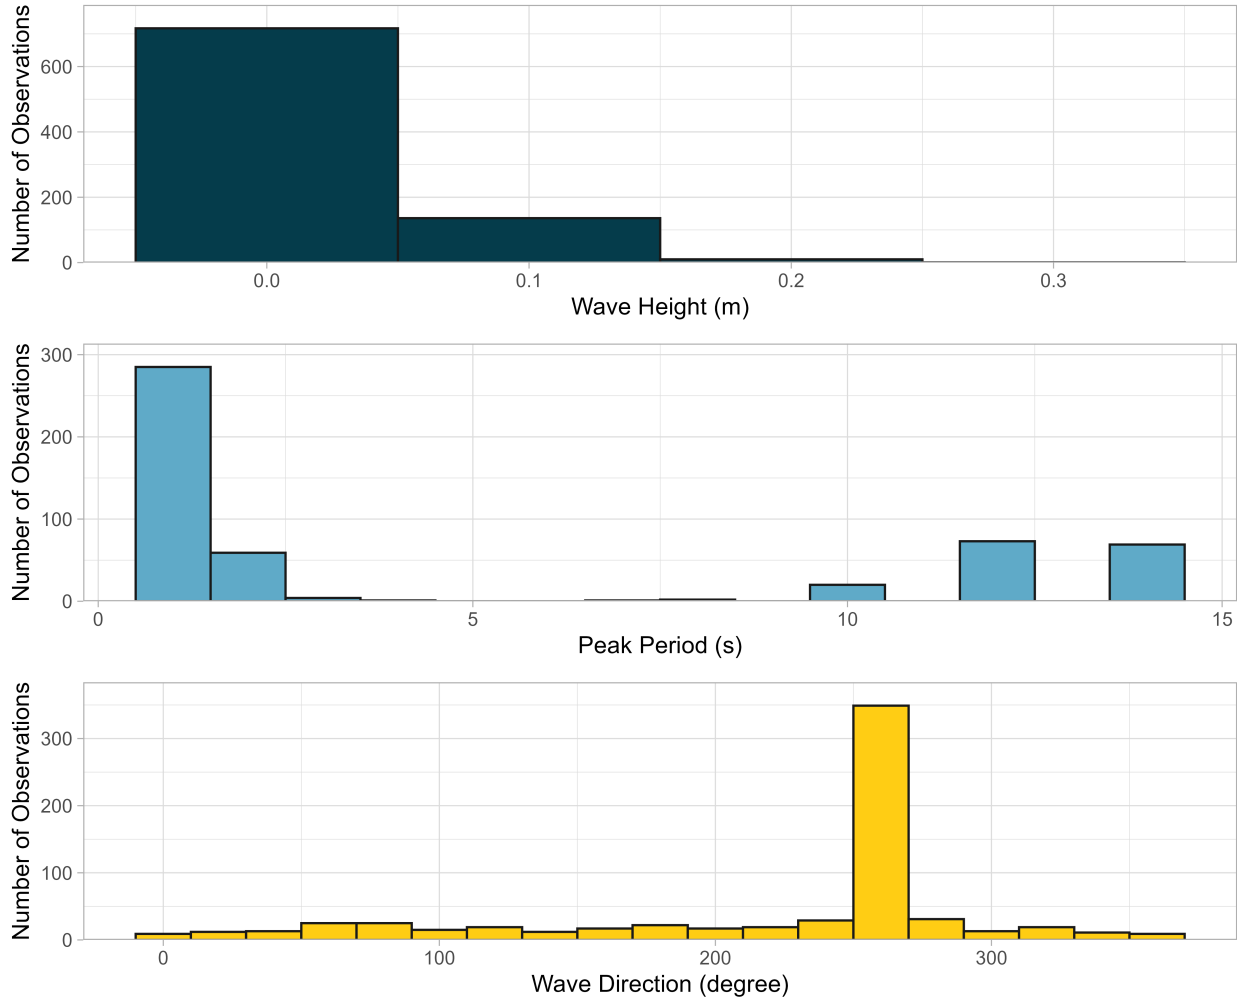 Number of Observations
600
400
200
0
0.0 0.1 0.2 0.3
Wave Height (m)
Number of Observations
300
200
100
0
0 5 10 15
Peak Period (s)
Number of Observations
300
200
100
0
0 100 200 300
Wave Direction (degree)